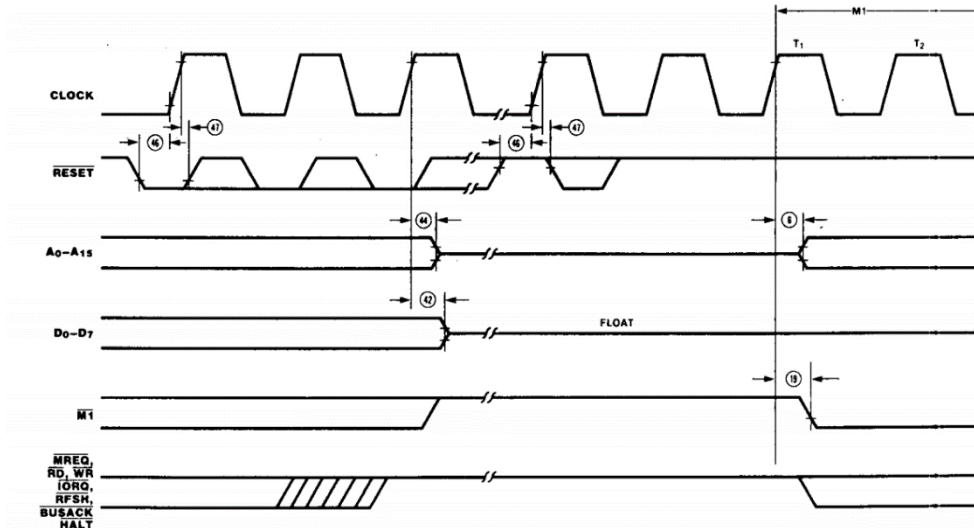 M1
T1 T2
CLOCK
46 47 46 47
RESET
44 6
A0–A15
42
D0–D7 FLOAT
19
M1
MREQ,
RD, WR
IORQ,
RFSH,
BUSACK
HALT